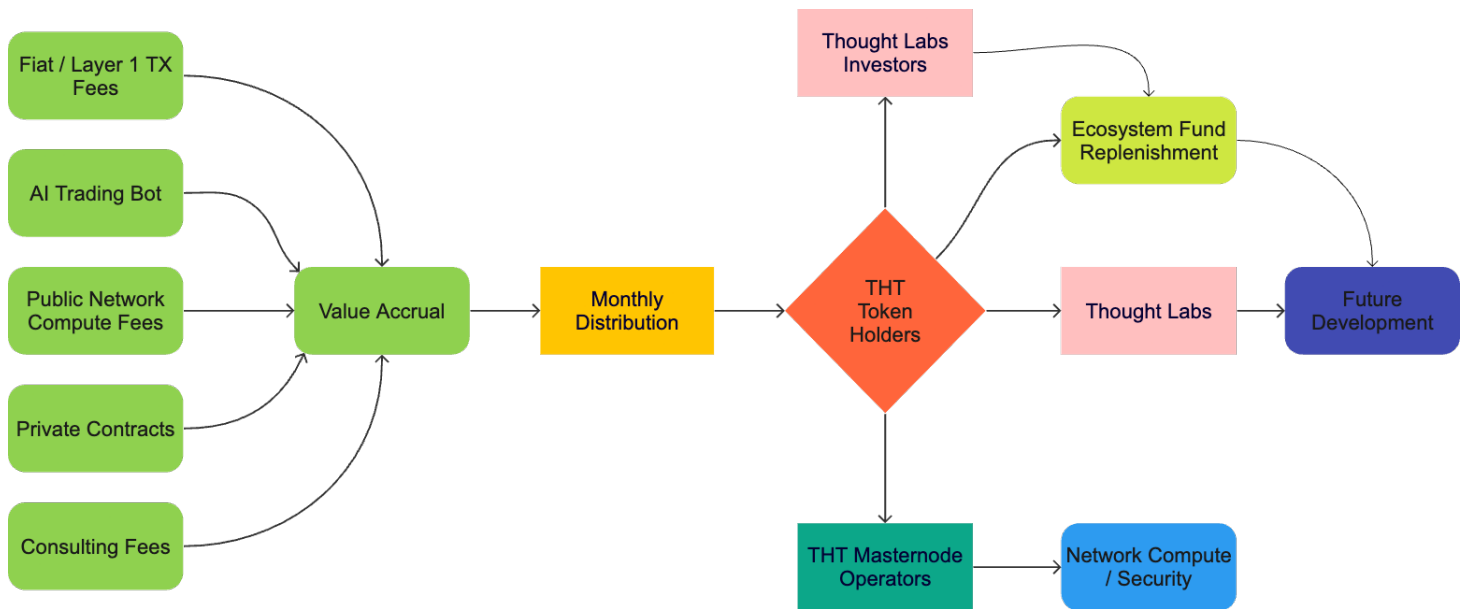 Fiat / Layer 1 TX
Fees
AI Trading Bot
Public Network
Compute Fees
Private Contracts
Consulting Fees
Value Accrual
Monthly
Distribution
THT
Token
Holders
Thought Labs
Investors
Ecosystem Fund
Replenishment
Thought Labs
Future
Development
THT Masternode
Operators
Network Compute
/ Security